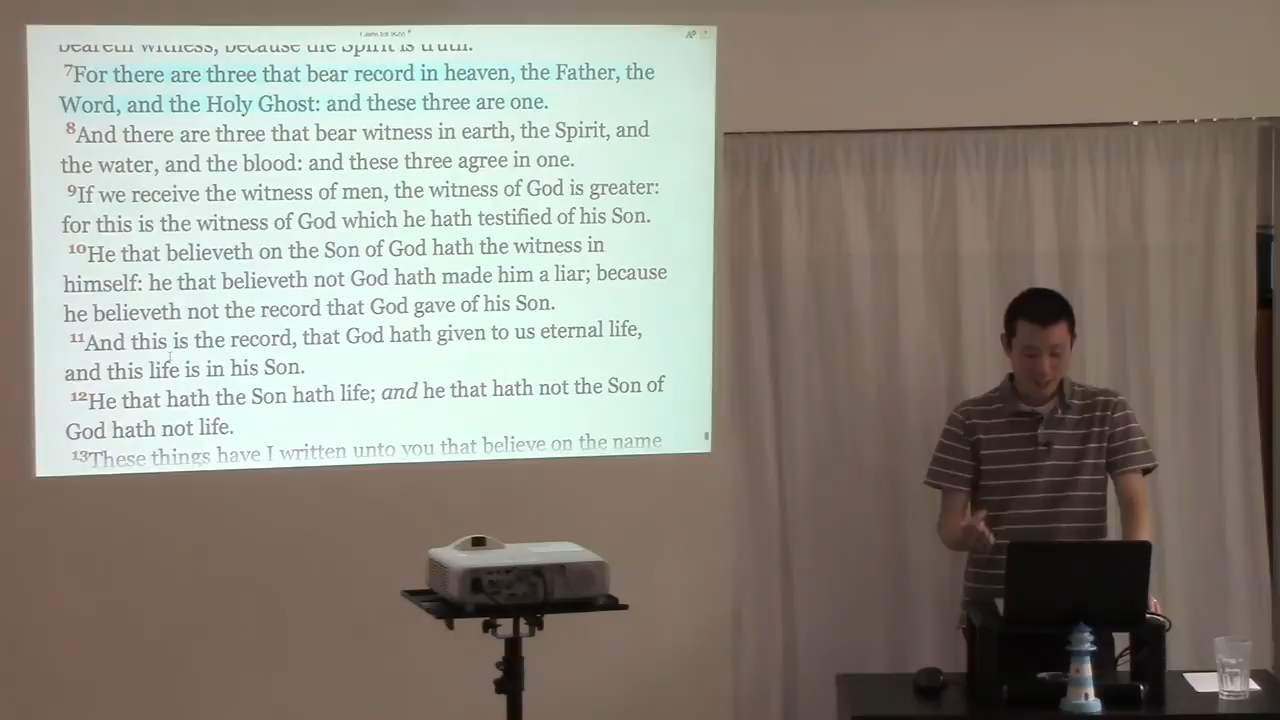 beareth witness, because the Spirit is truth.
7For there are three that bear record in heaven, the Father, the
Word, and the Holy Ghost: and these three are one.
8And there are three that bear witness in earth, the Spirit, and
the water, and the blood: and these three agree in one.
9If we receive the witness of men, the witness of God is greater:
for this is the witness of God which he hath testified of his Son.
10He that believeth on the Son of God hath the witness in
himself: he that believeth not God hath made him a liar; because
he believeth not the record that God gave of his Son.
11And this is the record, that God hath given to us eternal life,
and this life is in his Son.
12He that hath the Son hath life; and he that hath not the Son of
God hath not life.
13These things have I written unto you that believe on the name